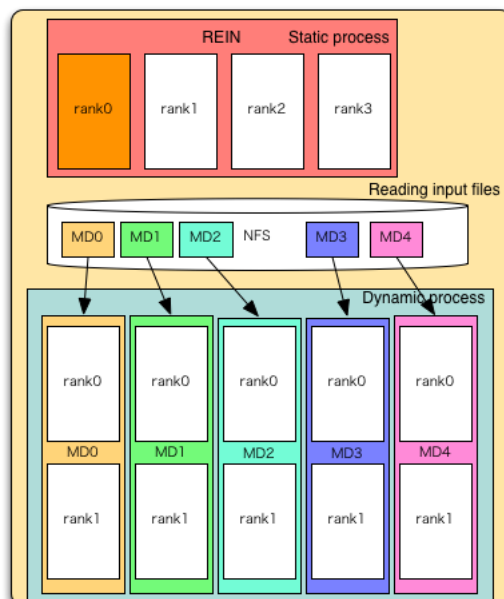 REIN Static process
rank0 rank1 rank2 rank3
Reading input files
MD0 MD1 MD2 NFS MD3 MD4
Dynamic process
rank0 rank0 rank0 rank0 rank0
MD0 MD1 MD2 MD3 MD4
rank1 rank1 rank1 rank1 rank1